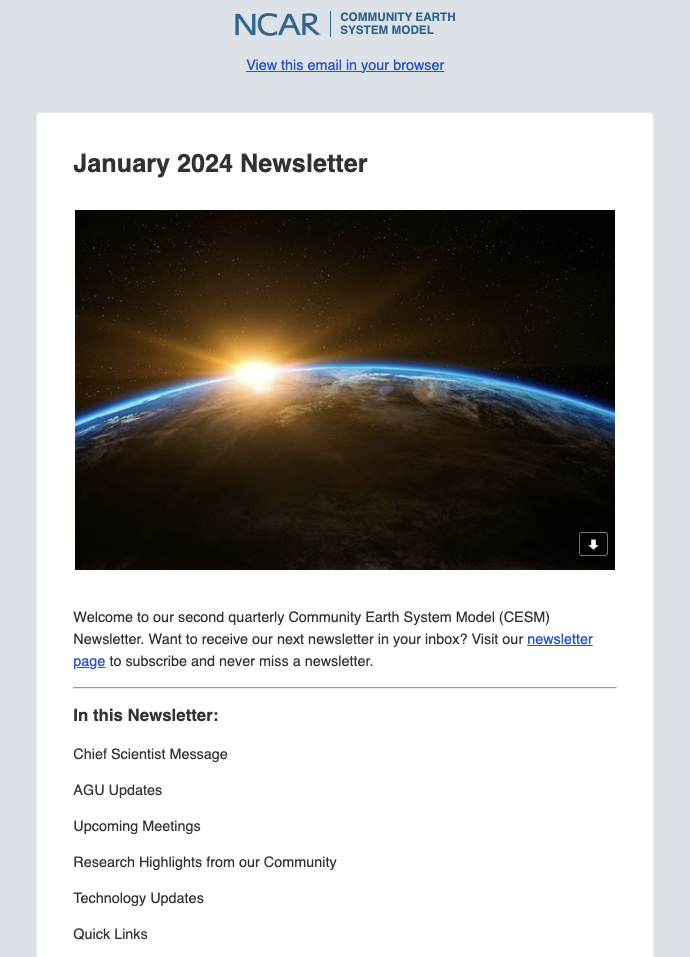 NCAR
COMMUNITY EARTH
SYSTEM MODEL
View this email in your browser
January 2024 Newsletter
Welcome to our second quarterly Community Earth System Model (CESM)
Newsletter. Want to receive our next newsletter in your inbox? Visit our newsletter
page to subscribe and never miss a newsletter.
In this Newsletter:
Chief Scientist Message
AGU Updates
Upcoming Meetings
Research Highlights from our Community
Technology Updates
Quick Links